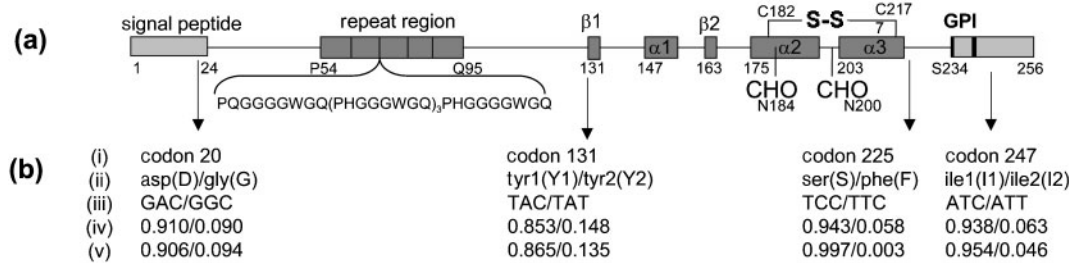 signal peptide repeat region β1 β2 C182 S-S C217 GPI
(a)
7
α1 α2 α3
1 24 P54 Q95 131 147 163 175 203 S234 256
CHO CHO
N184 N200
PQGGGGWGQ(PHGGGWGQ)3PHGGGGWGQ
(b)
(i) codon 20 codon 131 codon 225 codon 247
(ii) asp(D)/gly(G) tyr1(Y1)/tyr2(Y2) ser(S)/phe(F) ile1(I1)/ile2(I2)
(iii) GAC/GGC TAC/TAT TCC/TTC ATC/ATT
(iv) 0.910/0.090 0.853/0.148 0.943/0.058 0.938/0.063
(v) 0.906/0.094 0.865/0.135 0.997/0.003 0.954/0.046